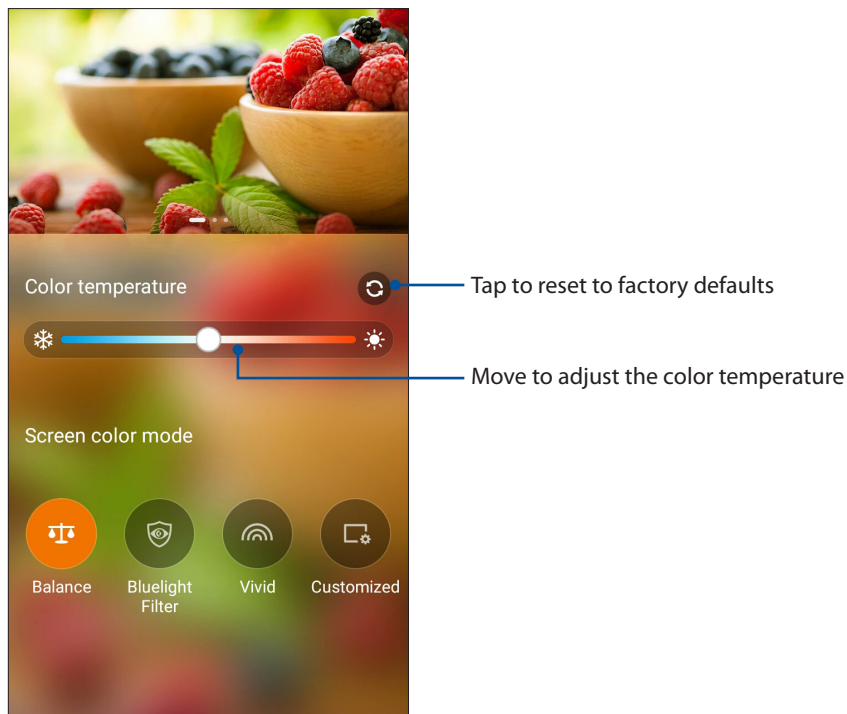 Color temperature
Tap to reset to factory defaults
Move to adjust the color temperature
Screen color mode
Balance
Bluelight
Filter
Vivid
Customized